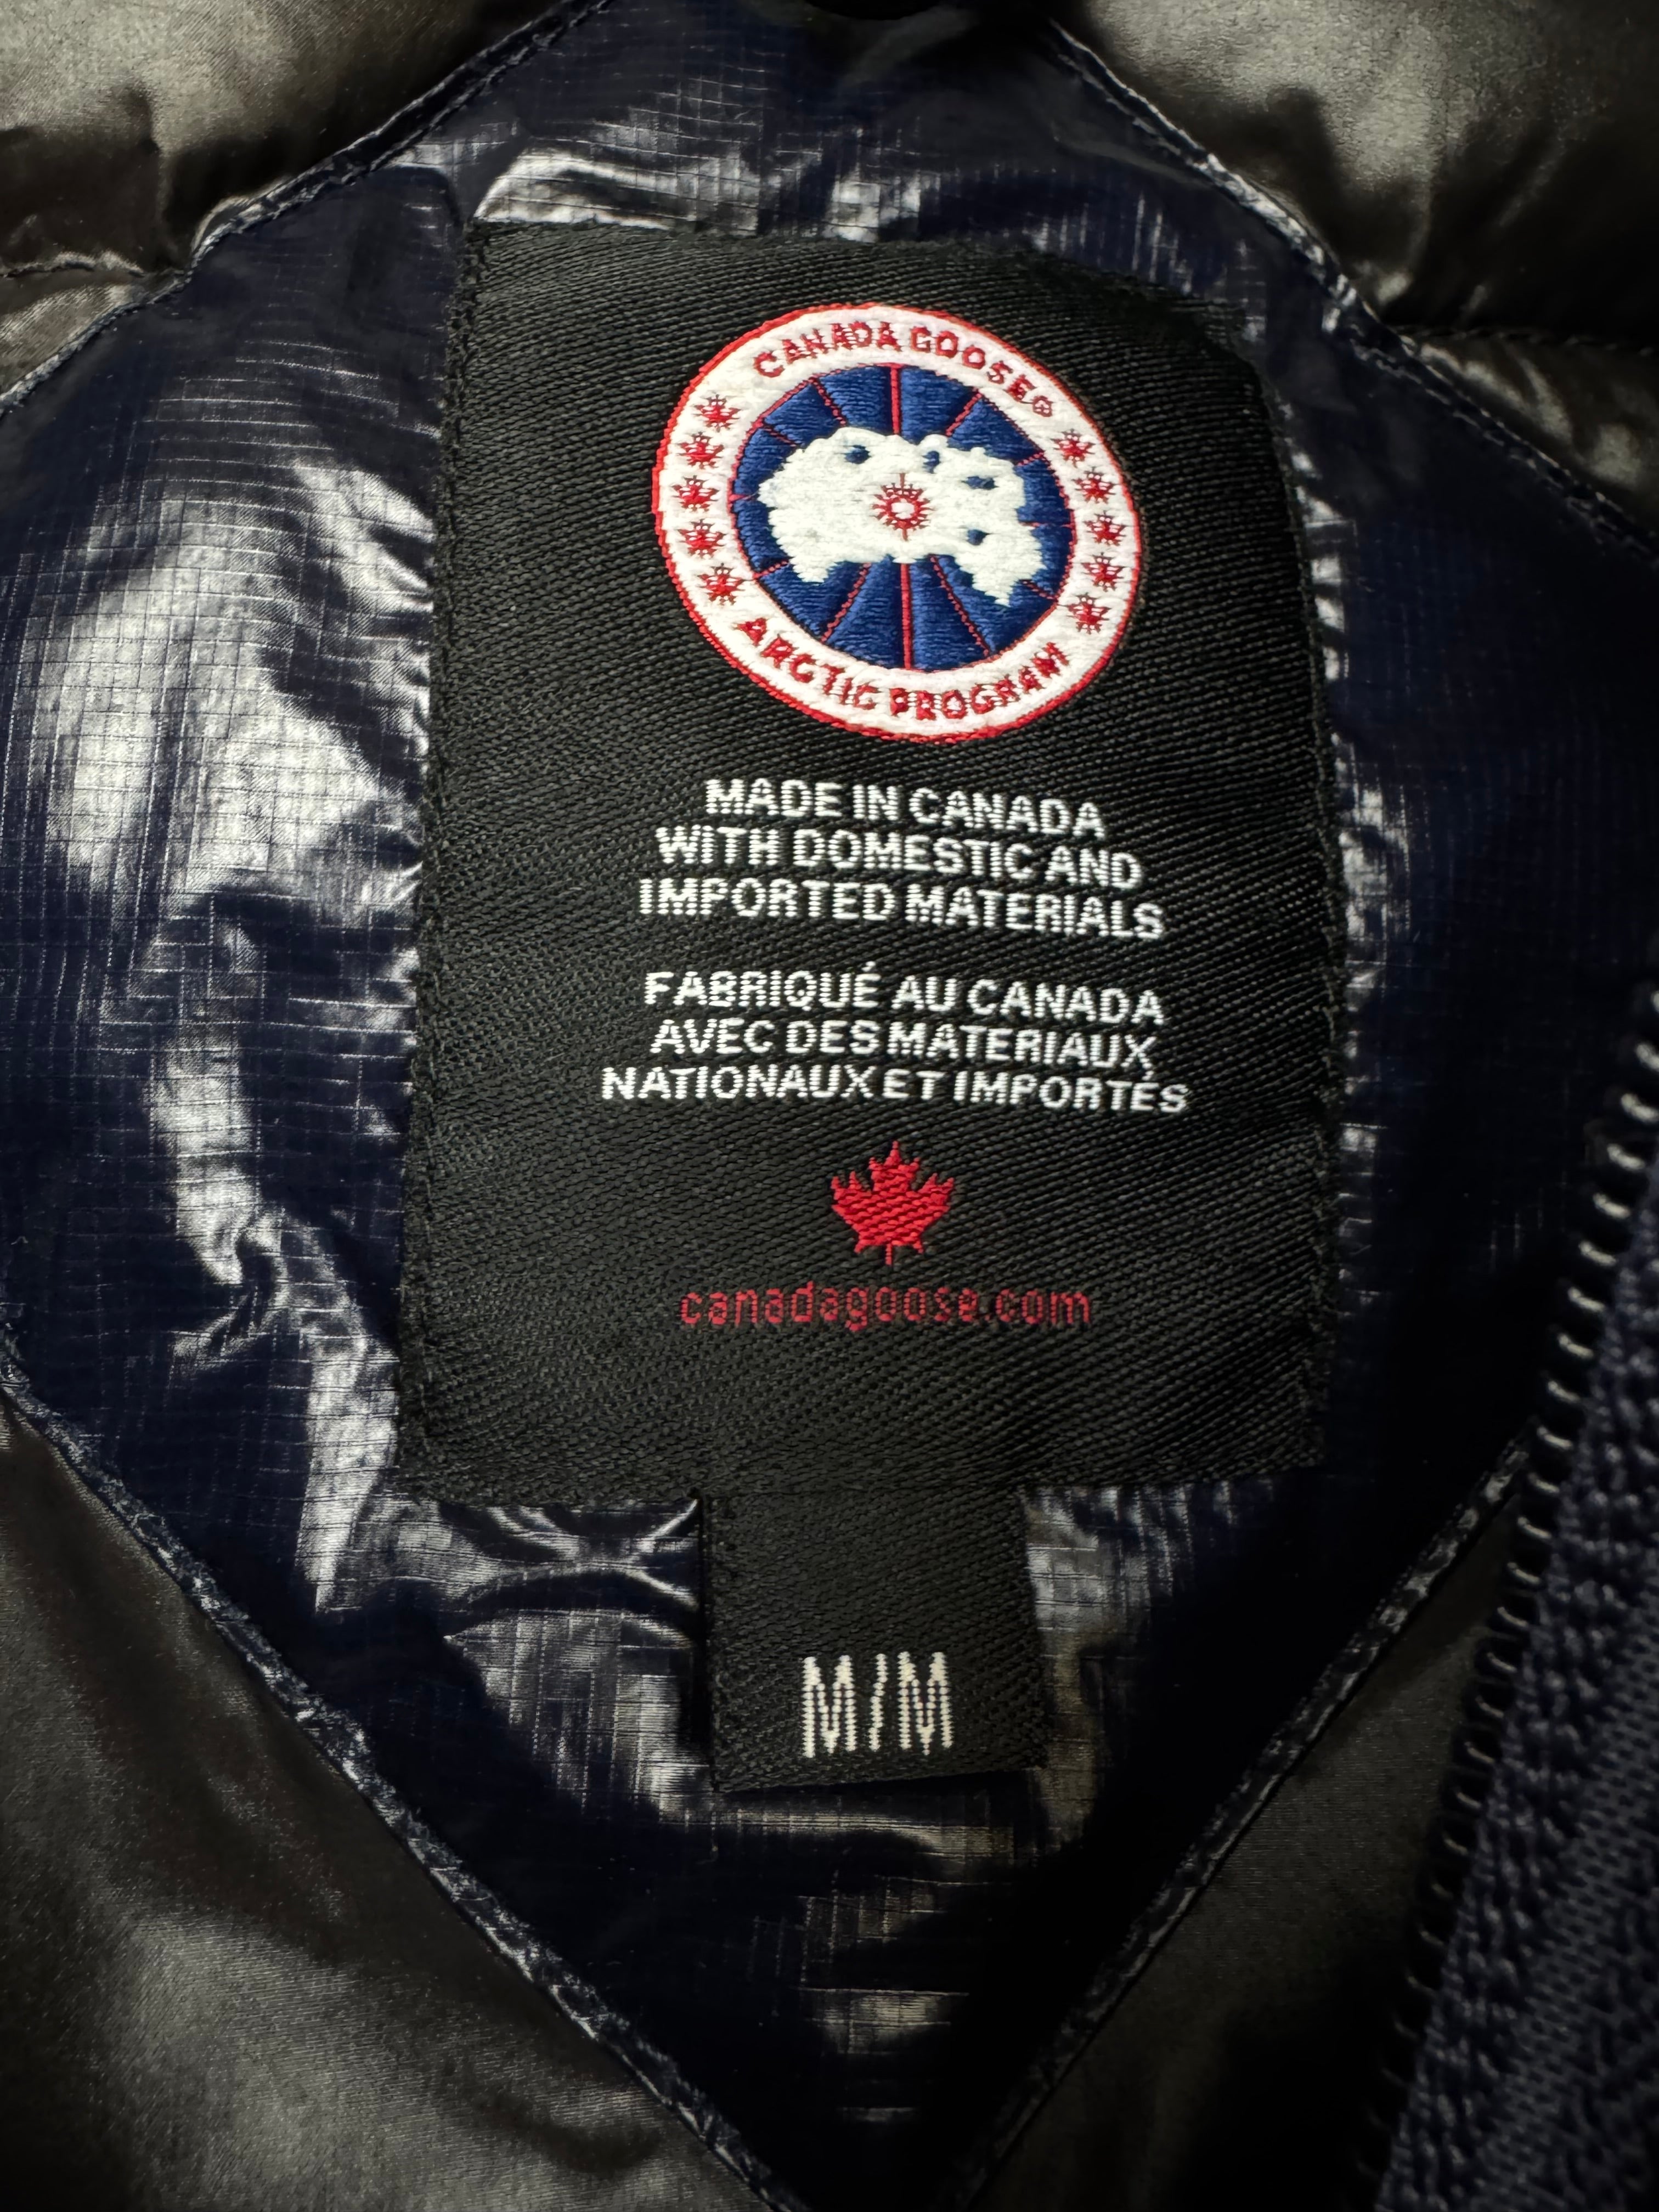 CANADA GOOSE®
ARCTIC PROGRAM
MADE IN CANADA
WITH DOMESTIC AND
IMPORTED MATERIALS
FABRIQUÉ AU CANADA
AVEC DES MATERIAUX
NATIONAUX ET IMPORTÉS
canadagoose.com
M/M